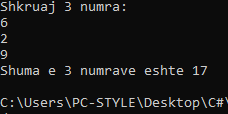 Shkruaj 3 numra:
6
2
9
Shuma e 3 numrave eshte 17
C:\Users\PC-STYLE\Desktop\C#\